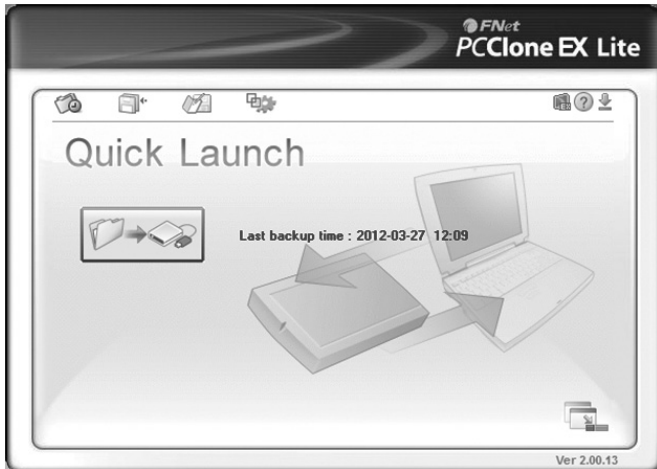 FNet
PCClone EX Lite
Quick Launch
Last backup time : 2012-03-27 12:09
Ver 2.00.13